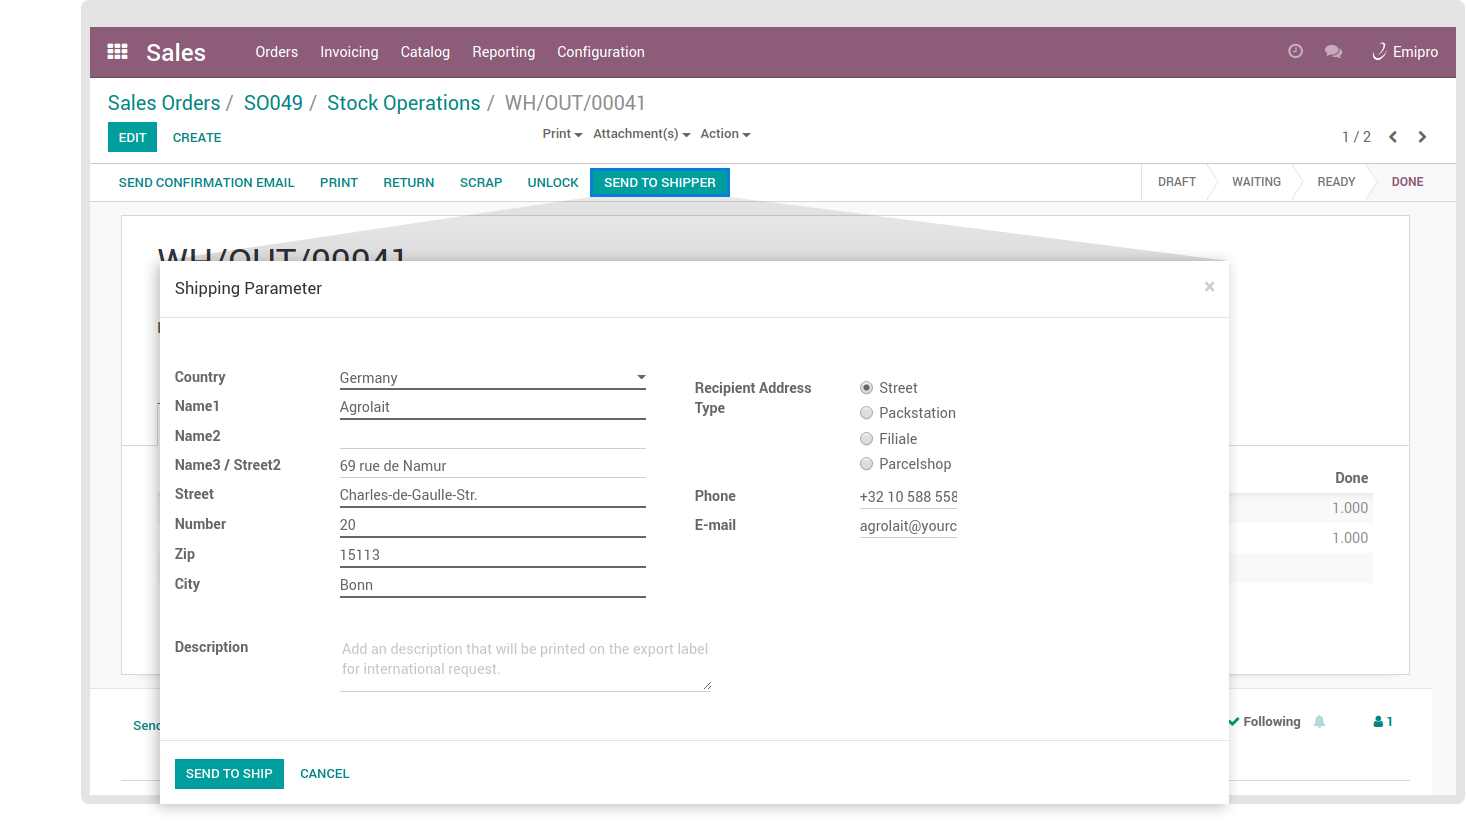 Sales Orders Invoicing Catalog Reporting Configuration Emipro
Sales Orders / SO049 / Stock Operations / WH/OUT/00041
EDIT CREATE Print Attachment(s) Action 1 / 2
SEND CONFIRMATION EMAIL PRINT RETURN SCRAP UNLOCK SEND TO SHIPPER DRAFT WAITING READY DONE
WH/OUT/00041
Shipping Parameter ×
Country Germany
Name1 Agrolait
Name2
Name3 / Street2 69 rue de Namur
Street Charles-de-Gaulle-Str.
Number 20
Zip 15113
City Bonn
Recipient Address
Type
Street
Packstation
Filiale
Parcelshop
Phone +32 10 588 558
E-mail agrolait@yourc
Done
1.000
1.000
Description Add an description that will be printed on the export label
for international request.
Send
Following 1
SEND TO SHIP CANCEL